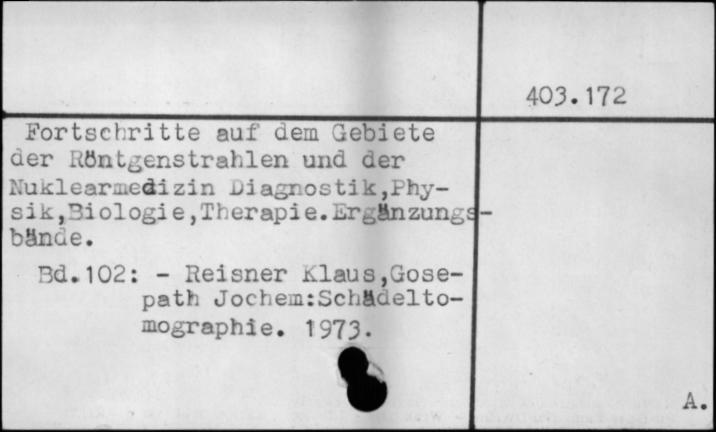 403.172
Fortschritte auf dem Gebiete
der Röntgenstrahlen und der
Nuklearmedizin Diagnostik,Phy-
sik,Biologie,Therapie.Ergänzungs-
bände.
Bd.102: - Reisner Klaus,Gose-
path Jochem:Schädelto-
mographie. 1973.
A.